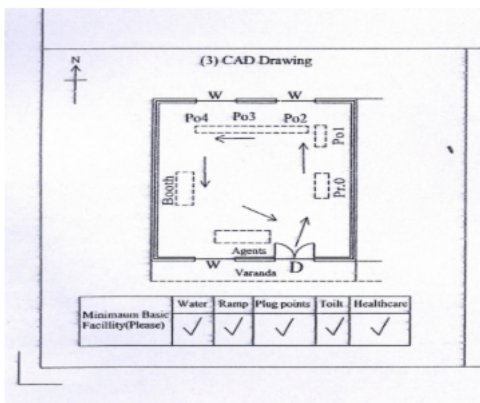 N
(3) CAD Drawing
W W
Po4 Po3 Po2
Po1
Booth
Pr.0
Agents
W D
Varanda
Minimaum Basic Facillity(Please)
Water Ramp Plug points Toilt Healthcare
✓ ✓ ✓ ✓ ✓